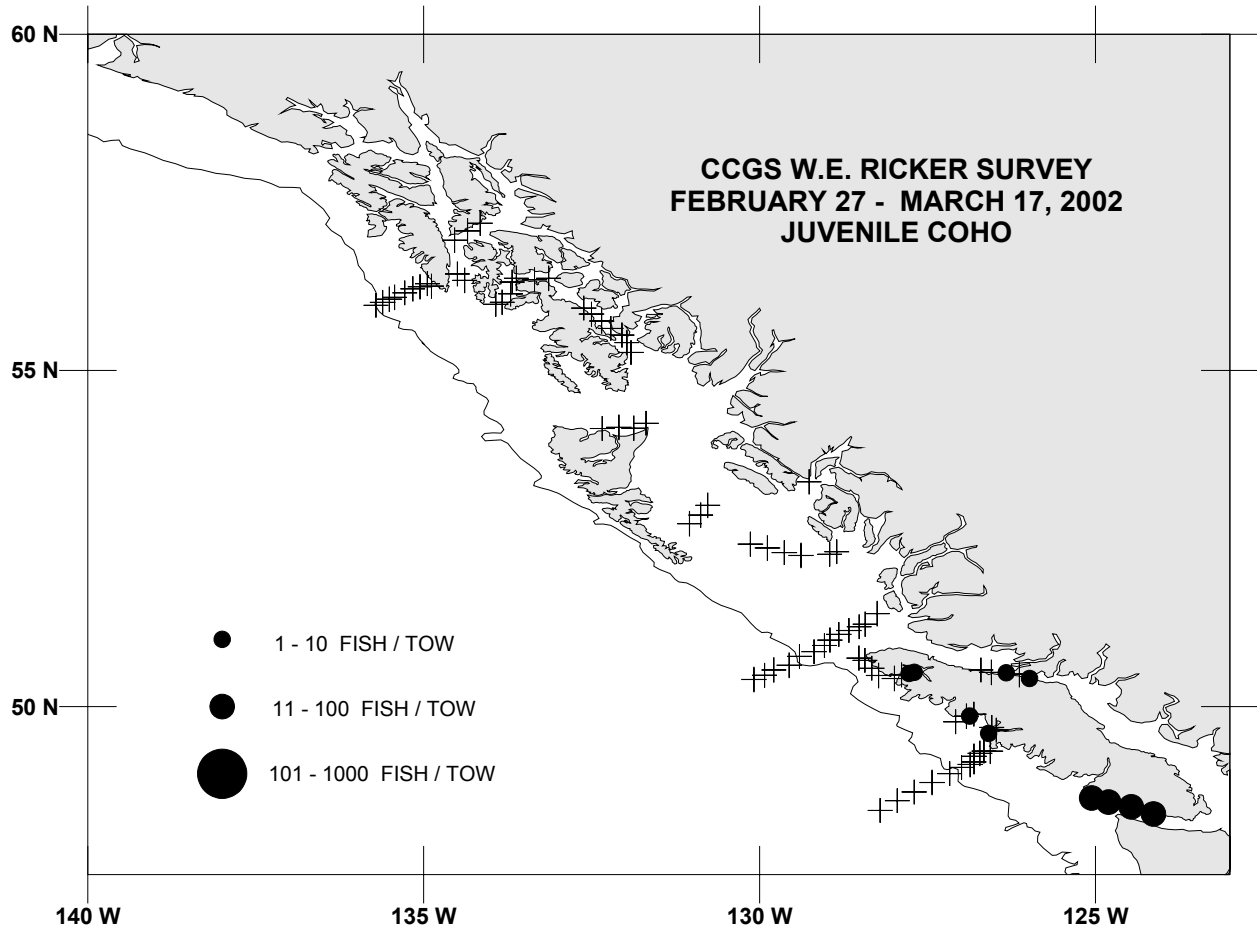 60 N
CCGS W.E. RICKER SURVEY
FEBRUARY 27 - MARCH 17, 2002
JUVENILE COHO
55 N
1 - 10 FISH / TOW
50 N
11 - 100 FISH / TOW
101 - 1000 FISH / TOW
140 W
135 W
130 W
125 W